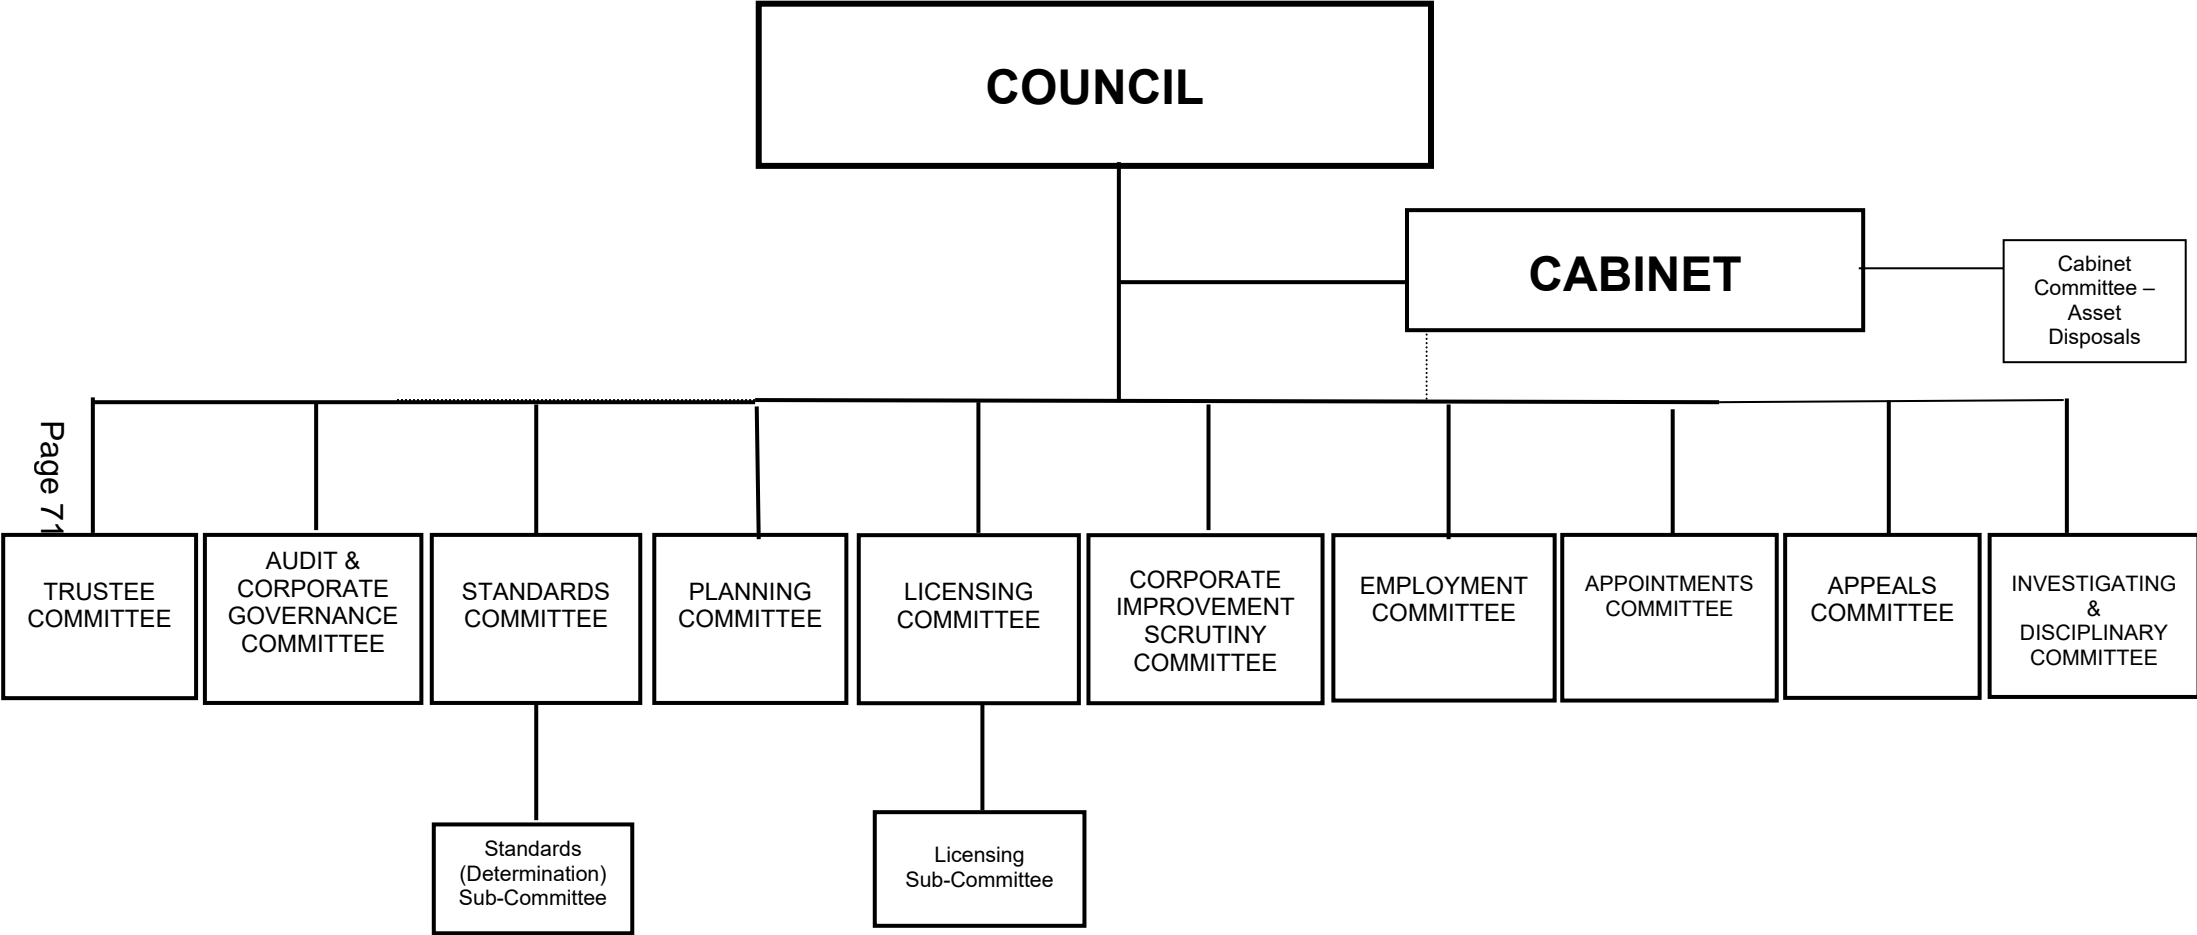 COUNCIL
CABINET
Cabinet
Committee –
Asset
Disposals
Page 71
TRUSTEE
COMMITTEE
AUDIT &
CORPORATE
GOVERNANCE
COMMITTEE
STANDARDS
COMMITTEE
PLANNING
COMMITTEE
LICENSING
COMMITTEE
CORPORATE
IMPROVEMENT
SCRUTINY
COMMITTEE
EMPLOYMENT
COMMITTEE
APPOINTMENTS
COMMITTEE
APPEALS
COMMITTEE
INVESTIGATING
&
DISCIPLINARY
COMMITTEE
Standards
(Determination)
Sub-Committee
Licensing
Sub-Committee